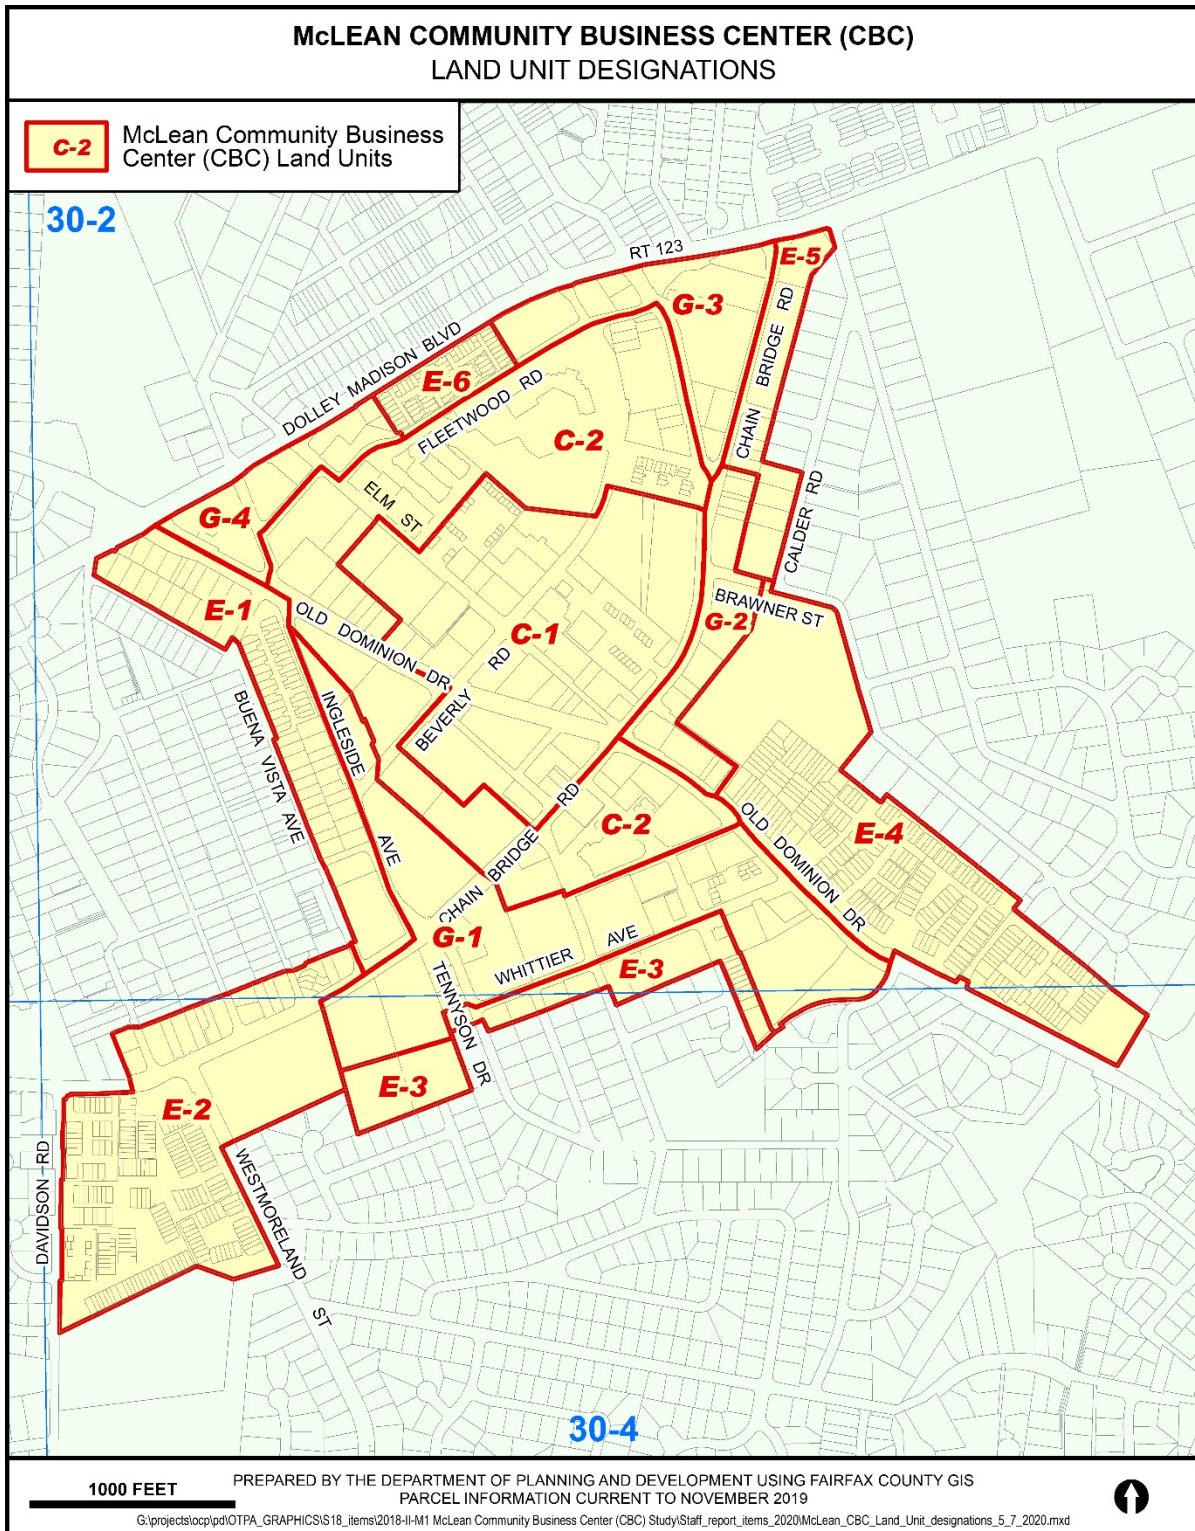 McLEAN COMMUNITY BUSINESS CENTER (CBC)
LAND UNIT DESIGNATIONS
C-2
McLean Community Business
Center (CBC) Land Units
30-2
RT 123
E-5
G-3
CHAIN BRIDGE RD
DOLLEY MADISON BLVD
E-6
FLEETWOOD RD
C-2
ELM ST
CALDER RD
G-4
E-1
OLD DOMINION DR
C-1
BRAWNER ST
G-2
BEVERLY RD
INGLESIDE AVE
BUENA VISTA AVE
CHAIN BRIDGE RD
C-2
OLD DOMINION DR
E-4
G-1
WHITTIER AVE
E-3
TENNYSON DR
E-3
E-2
DAVIDSON RD
WESTMORELAND ST
30-4
1000 FEET
PREPARED BY THE DEPARTMENT OF PLANNING AND DEVELOPMENT USING FAIRFAX COUNTY GIS
PARCEL INFORMATION CURRENT TO NOVEMBER 2019
G:\projects\ocp\pd\OTPA_GRAPHICS\S18_items\2018-II-M1 McLean Community Business Center (CBC) Study\Staff_report_items_2020\McLean_CBC_Land_Unit_designations_5_7_2020.mxd